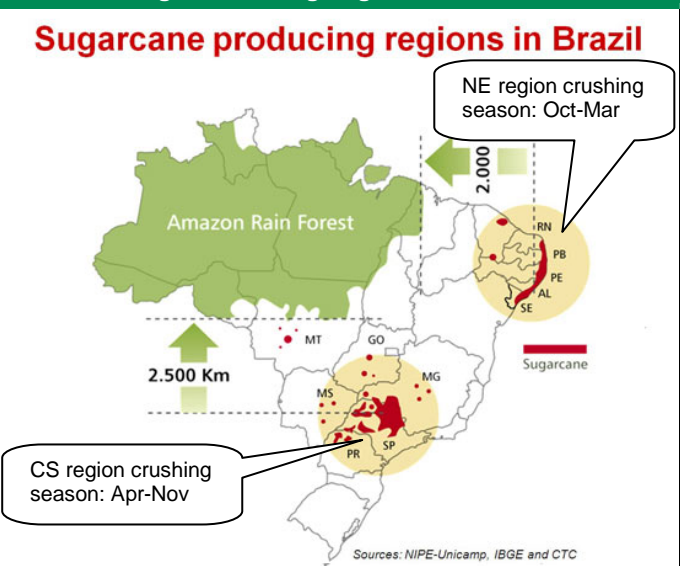 Sugarcane producing regions in Brazil
NE region crushing
season: Oct-Mar
2.000
Amazon Rain Forest
RN
PB
PE
AL
SE
MT
GO
Sugarcane
2.500 Km
MS
MG
SP
PR
CS region crushing
season: Apr-Nov
Sources: NIPE-Unicamp, IBGE and CTC